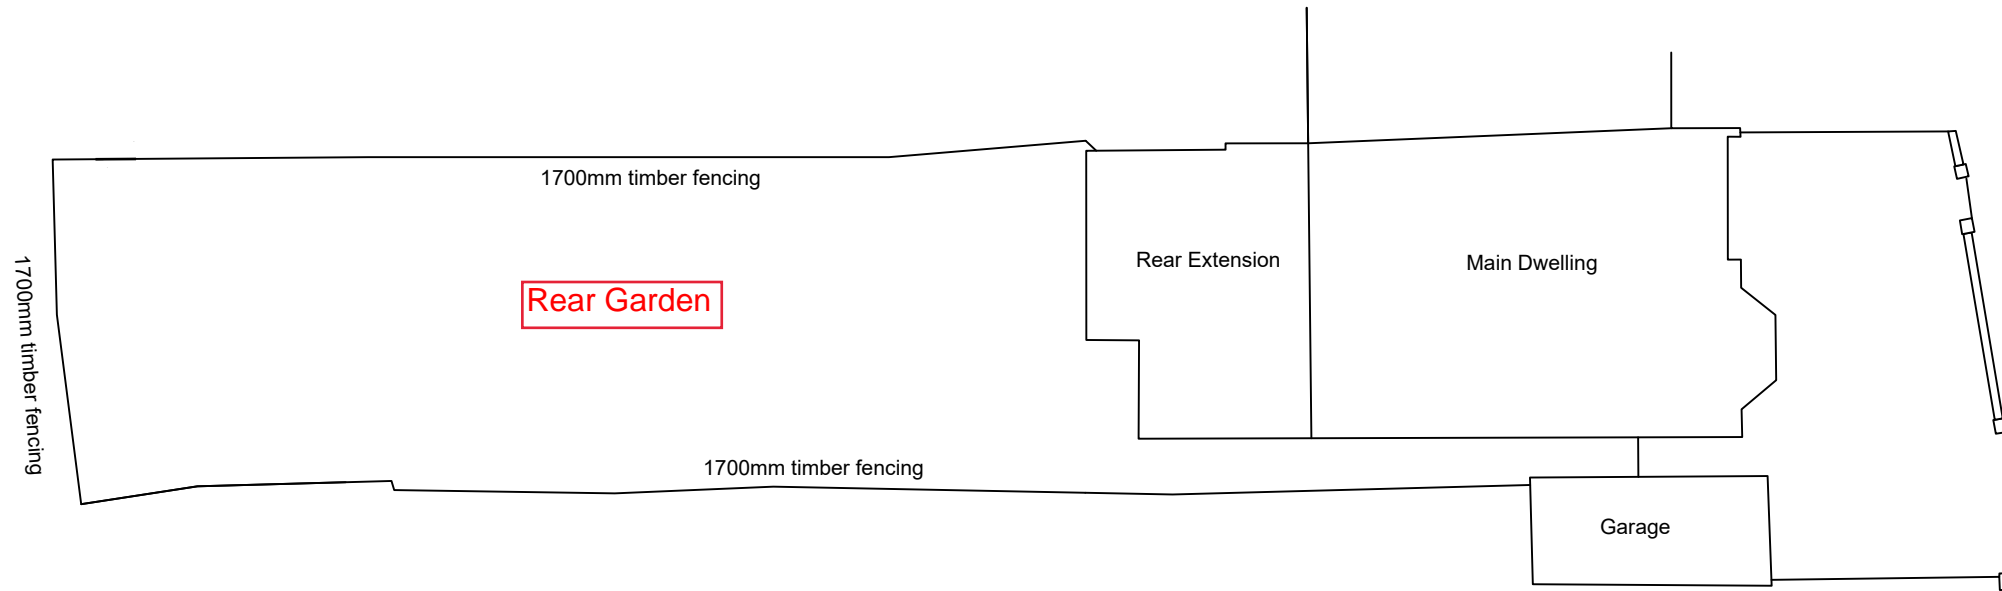 1700mm timber fencing
1700mm timber fencing
Rear Garden
Rear Extension
Main Dwelling
1700mm timber fencing
Garage